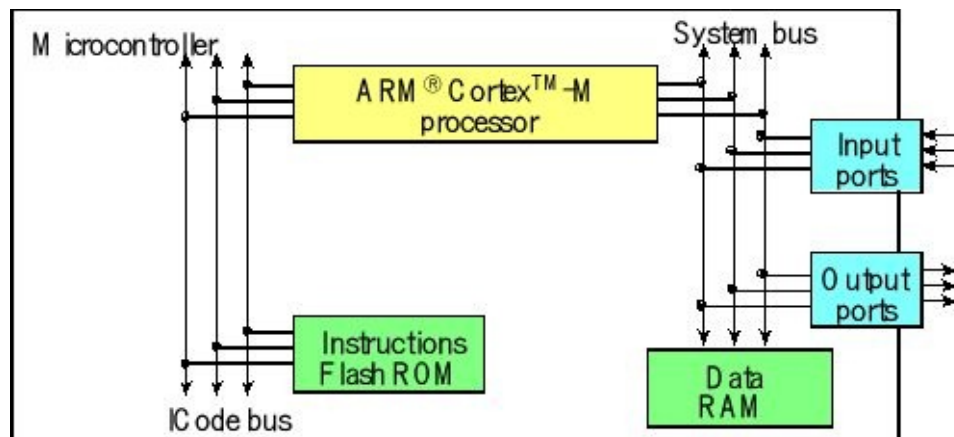 Microcontroller
System bus
ARM® Cortex™-M
processor
Input
ports
Output
ports
Instructions
Flash ROM
Data
RAM
ICode bus